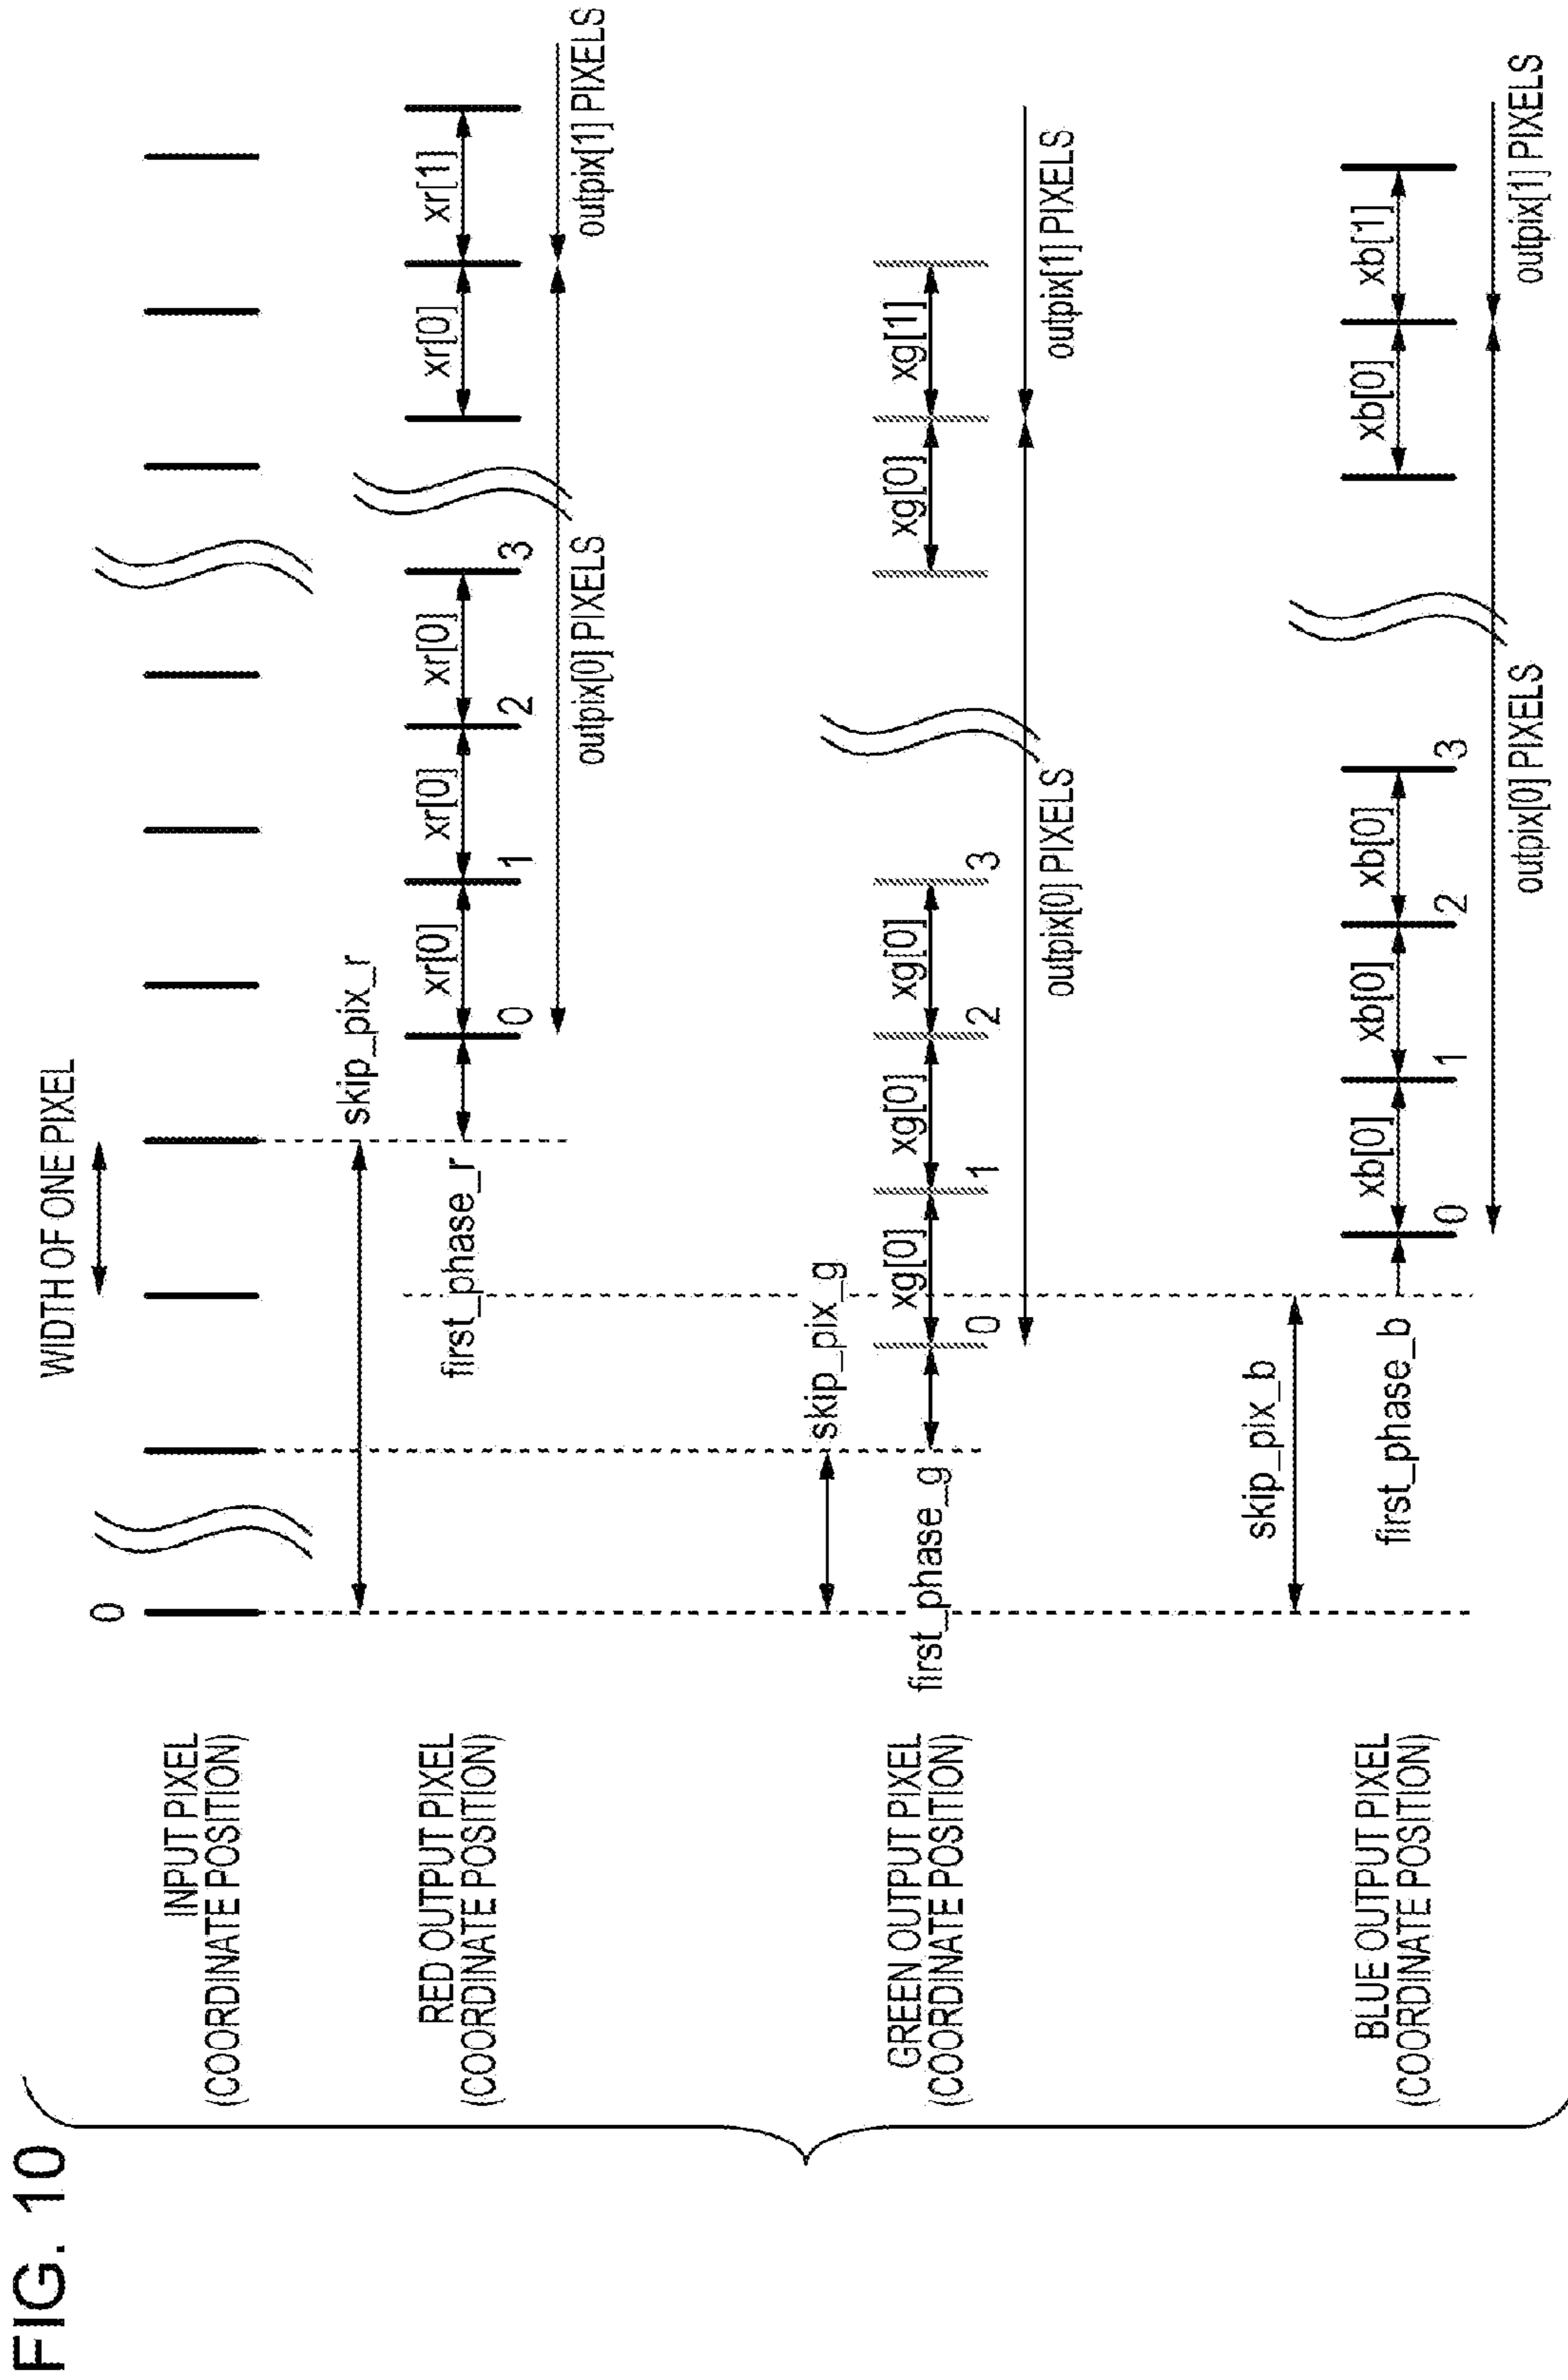 FIG. 10
WIDTH OF ONE PIXEL
0
INPUT PIXEL
(COORDINATE POSITION)
skip_pix_r
RED OUTPUT PIXEL
(COORDINATE POSITION)
first_phase_r
xr[0]
xr[0]
xr[0]
xr[0]
xr[1]
0
1
2
3
outpix[0] PIXELS
outpix[1] PIXELS
skip_pix_g
GREEN OUTPUT PIXEL
(COORDINATE POSITION)
first_phase_g
xg[0]
xg[0]
xg[0]
xg[0]
xg[1]
0
1
2
3
outpix[0] PIXELS
outpix[1] PIXELS
skip_pix_b
BLUE OUTPUT PIXEL
(COORDINATE POSITION)
first_phase_b
xb[0]
xb[0]
xb[0]
xb[0]
xb[1]
0
1
2
3
outpix[0] PIXELS
outpix[1] PIXELS